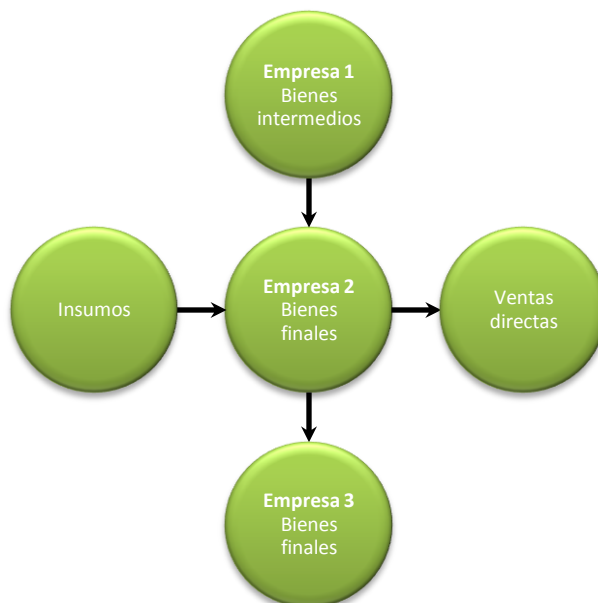 Empresa 1
Bienes
intermedios
Insumos
Empresa 2
Bienes
finales
Ventas
directas
Empresa 3
Bienes
finales